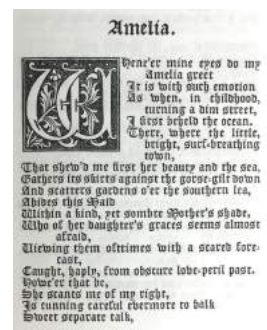 Amelia.
Whene'er mine eyes do my
Amelia greet
It is with such emotion
As when, in childhood,
turning a dim street,
I first beheld the ocean.
There, where the little,
bright, surf-breathing
town,
That shew'd me first her beauty and the sea,
Gathers its skirts against the gorse-gilt down
And scatters gardens o'er the southern lea,
Abides this Maid
Within a kind, yet sombre Mother's shade,
Who of her daughter's graces seems almost
afraid,
Viewing them ofttimes with a scared fore-
cast,
Caught, haply, from obscure love-peril past.
Howe'er that be,
She scants me of my right,
Is cunning careful evermore to balk
Sweet separate talk,